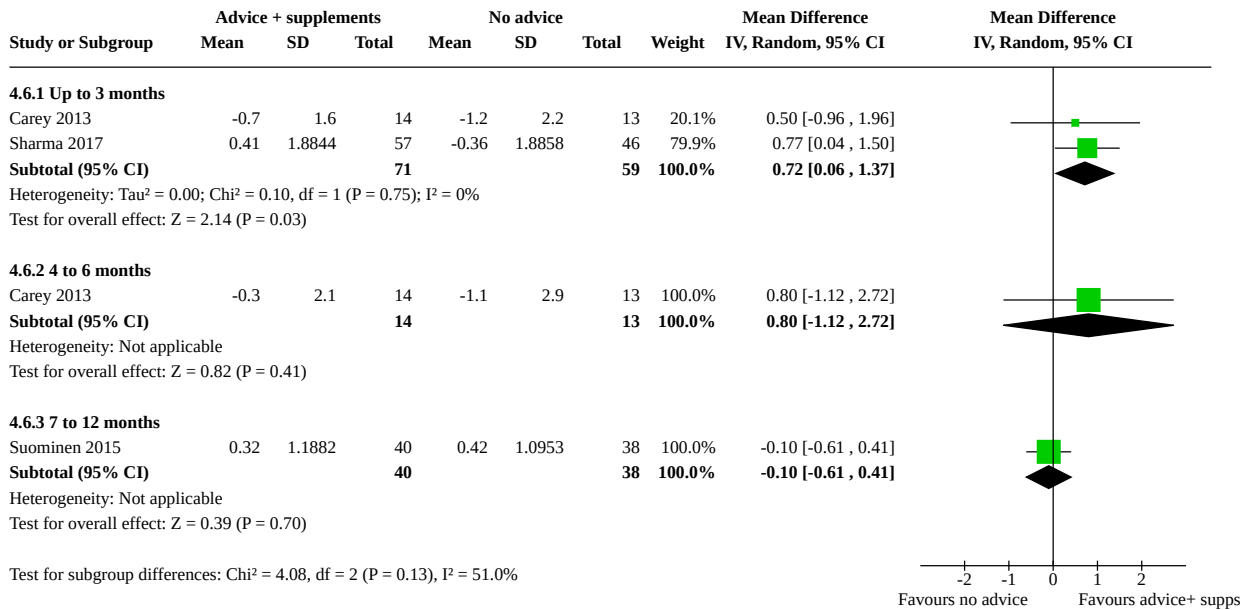 Advice + supplements No advice Mean Difference Mean Difference
Study or Subgroup Mean SD Total Mean SD Total Weight IV, Random, 95% CI IV, Random, 95% CI
4.6.1 Up to 3 months
Carey 2013 -0.7 1.6 14 -1.2 2.2 13 20.1% 0.50 [-0.96 , 1.96]
Sharma 2017 0.41 1.8844 57 -0.36 1.8858 46 79.9% 0.77 [0.04 , 1.50]
Subtotal (95% CI) 71 59 100.0% 0.72 [0.06 , 1.37]
Heterogeneity: Tau² = 0.00; Chi² = 0.10, df = 1 (P = 0.75); I² = 0%
Test for overall effect: Z = 2.14 (P = 0.03)
4.6.2 4 to 6 months
Carey 2013 -0.3 2.1 14 -1.1 2.9 13 100.0% 0.80 [-1.12 , 2.72]
Subtotal (95% CI) 14 13 100.0% 0.80 [-1.12 , 2.72]
Heterogeneity: Not applicable
Test for overall effect: Z = 0.82 (P = 0.41)
4.6.3 7 to 12 months
Suominen 2015 0.32 1.1882 40 0.42 1.0953 38 100.0% -0.10 [-0.61 , 0.41]
Subtotal (95% CI) 40 38 100.0% -0.10 [-0.61 , 0.41]
Heterogeneity: Not applicable
Test for overall effect: Z = 0.39 (P = 0.70)
Test for subgroup differences: Chi² = 4.08, df = 2 (P = 0.13), I² = 51.0%
-2 -1 0 1 2
Favours no advice Favours advice+ supps